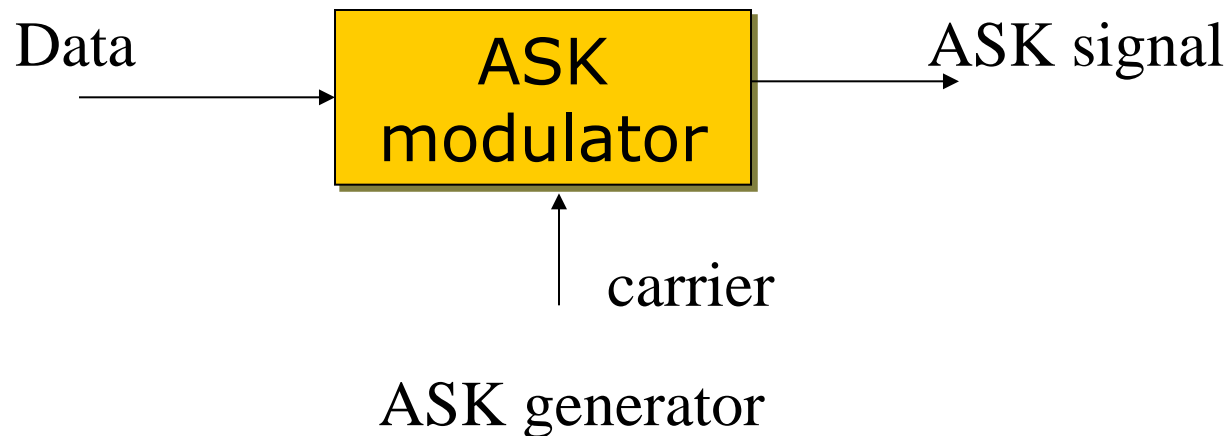 Data
ASK
modulator
ASK signal
carrier
ASK generator